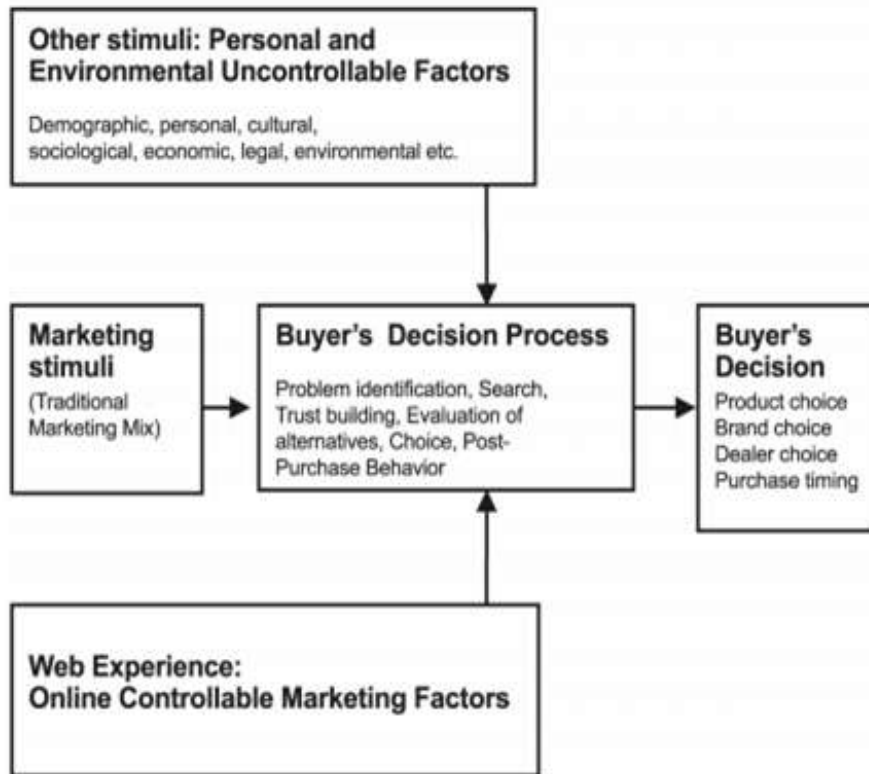 Other stimuli: Personal and
Environmental Uncontrollable Factors
Demographic, personal, cultural,
sociological, economic, legal, environmental etc.
Marketing
stimuli
(Traditional
Marketing Mix)
Buyer's Decision Process
Problem identification, Search,
Trust building, Evaluation of
alternatives, Choice, Post-
Purchase Behavior
Buyer's
Decision
Product choice
Brand choice
Dealer choice
Purchase timing
Web Experience:
Online Controllable Marketing Factors